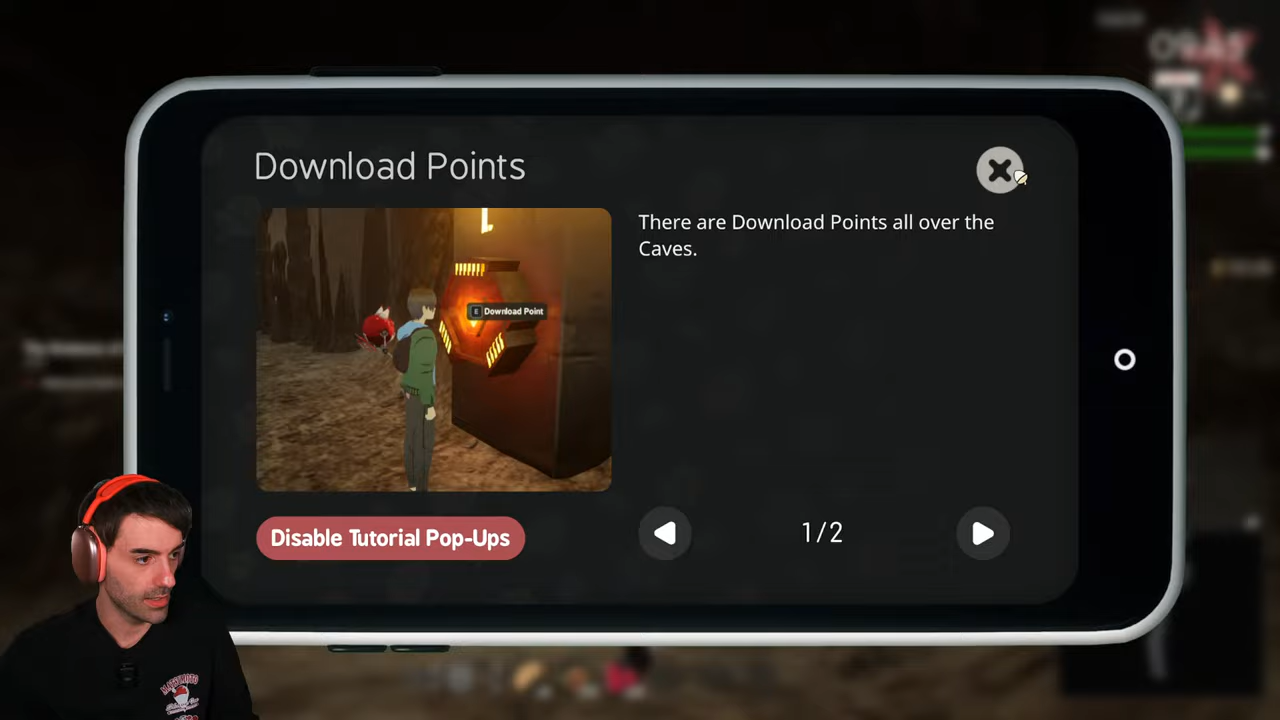 Download Points
There are Download Points all over the
Caves.
E Download Point
Disable Tutorial Pop-Ups
1/2